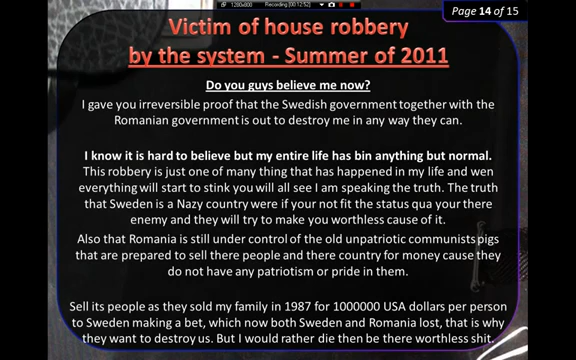 1280x800
Recording [00:12:52]
Page 14 of 15
Victim of house robbery
by the system - Summer of 2011
Do you guys believe me now?
I gave you irreversible proof that the Swedish government together with the
Romanian government is out to destroy me in any way they can.
I know it is hard to believe but my entire life has bin anything but normal.
This robbery is just one of many thing that has happened in my life and wen
everything will start to stink you will all see I am speaking the truth. The truth
that Sweden is a Nazy country were if your not fit the status qua your there
enemy and they will try to make you worthless cause of it.
Also that Romania is still under control of the old unpatriotic communists pigs
that are prepared to sell there people and there country for money cause they
do not have any patriotism or pride in them.
Sell its people as they sold my family in 1987 for 1000000 USA dollars per person
to Sweden making a bet, which now both Sweden and Romania lost, that is why
they want to destroy us. But I would rather die then be there worthless shit.